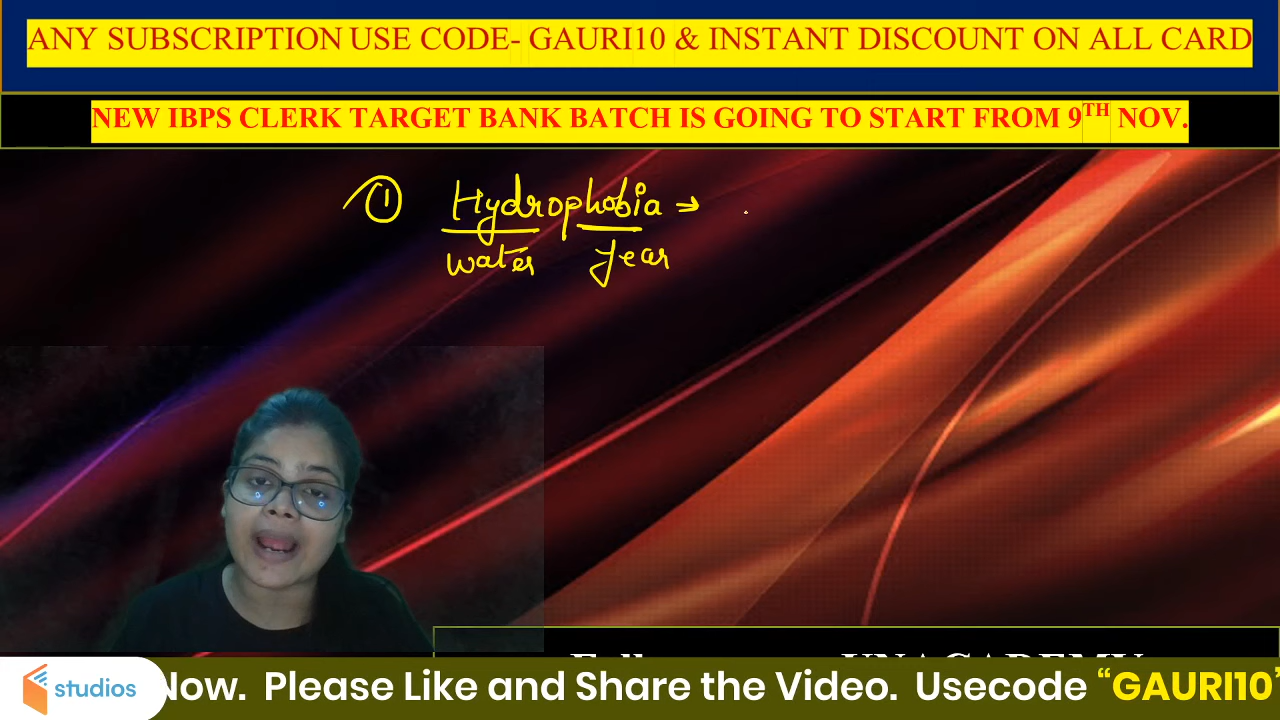 ANY SUBSCRIPTION USE CODE- GAURI10 & INSTANT DISCOUNT ON ALL CARD
NEW IBPS CLERK TARGET BANK BATCH IS GOING TO START FROM 9TH NOV.
① Hydrophobia →
water fear
UNACADEMY
studios
Now. Please Like and Share the Video. Usecode “GAURI10”